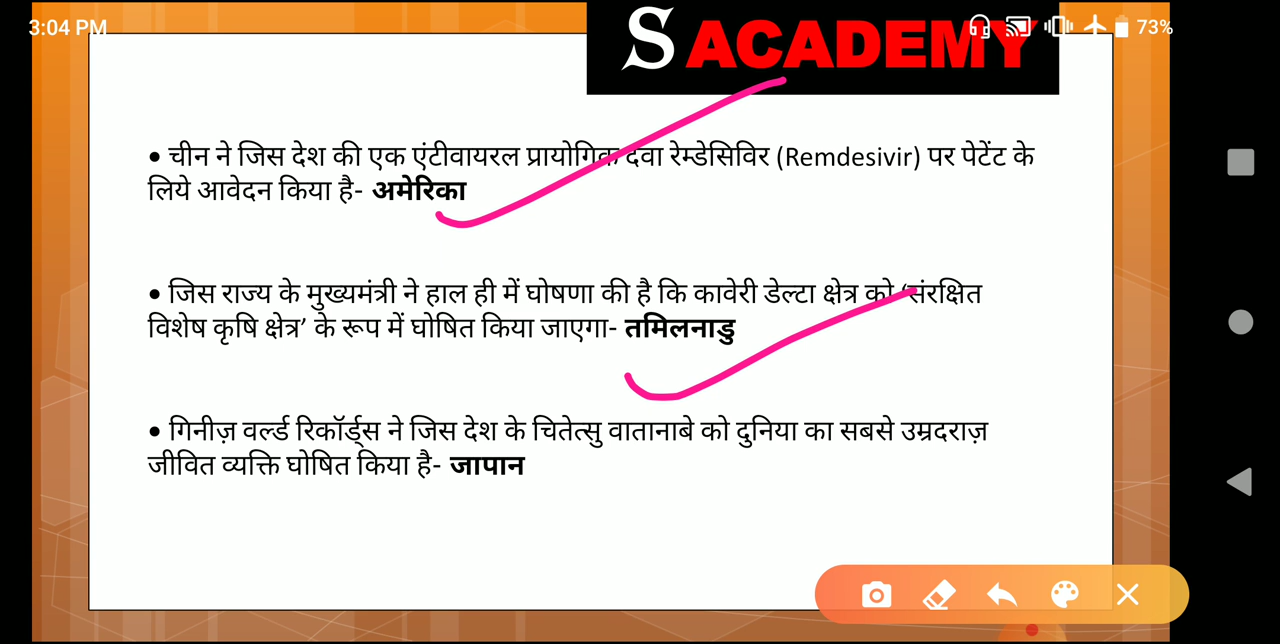 3:04 PM
S ACADEMY
73%
• चीन ने जिस देश की एक एंटीवायरल प्रायोगिक दवा रेम्डेसिविर (Remdesivir) पर पेटेंट के
लिये आवेदन किया है- अमेरिका
• जिस राज्य के मुख्यमंत्री ने हाल ही में घोषणा की है कि कावेरी डेल्टा क्षेत्र को ‘संरक्षित
विशेष कृषि क्षेत्र’ के रूप में घोषित किया जाएगा- तमिलनाडु
• गिनीज़ वर्ल्ड रिकॉर्ड्स ने जिस देश के चितेत्सु वातानाबे को दुनिया का सबसे उम्रदराज़
जीवित व्यक्ति घोषित किया है- जापान